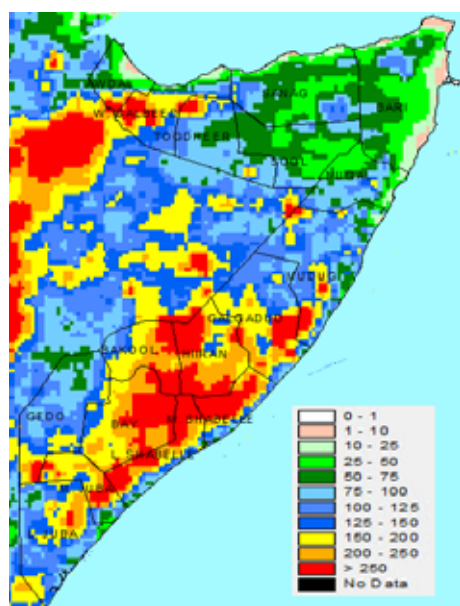 AWDAL
W. GALBEED
TOGDHEER
SANAG
BARI
SOOL
NUGAL
MUDUG
GALGADUD
BAKOOL
HIIRAN
GEDO
BAY
M. SHABELLE
L. SHABELLE
M. JUBA
L. JUBA
0 - 1
1 - 10
10 - 25
25 - 50
50 - 75
75 - 100
100 - 125
125 - 150
150 - 200
200 - 250
> 250
No Data